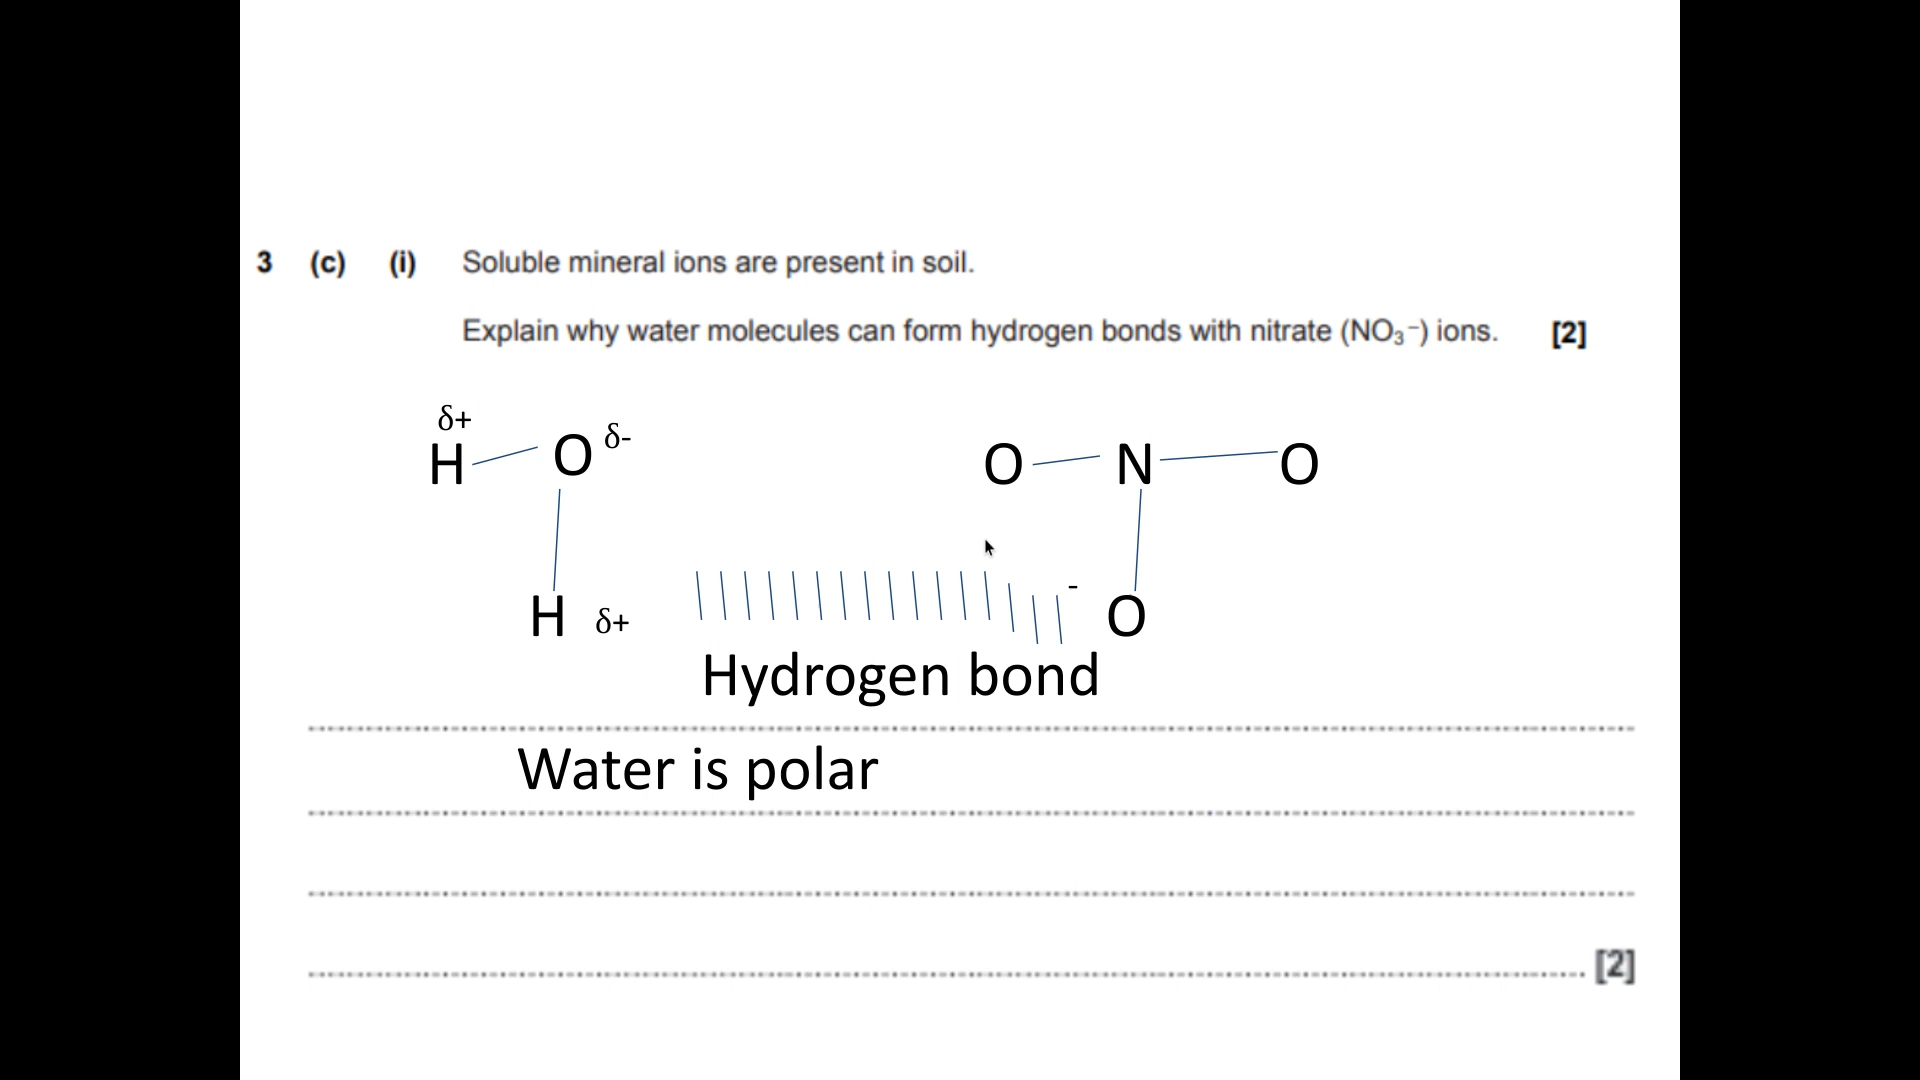 3 (c) (i) Soluble mineral ions are present in soil.
Explain why water molecules can form hydrogen bonds with nitrate (NO₃⁻) ions. [2]
δ+
H O δ-
O N O
H δ+
- O
Hydrogen bond
Water is polar
[2]